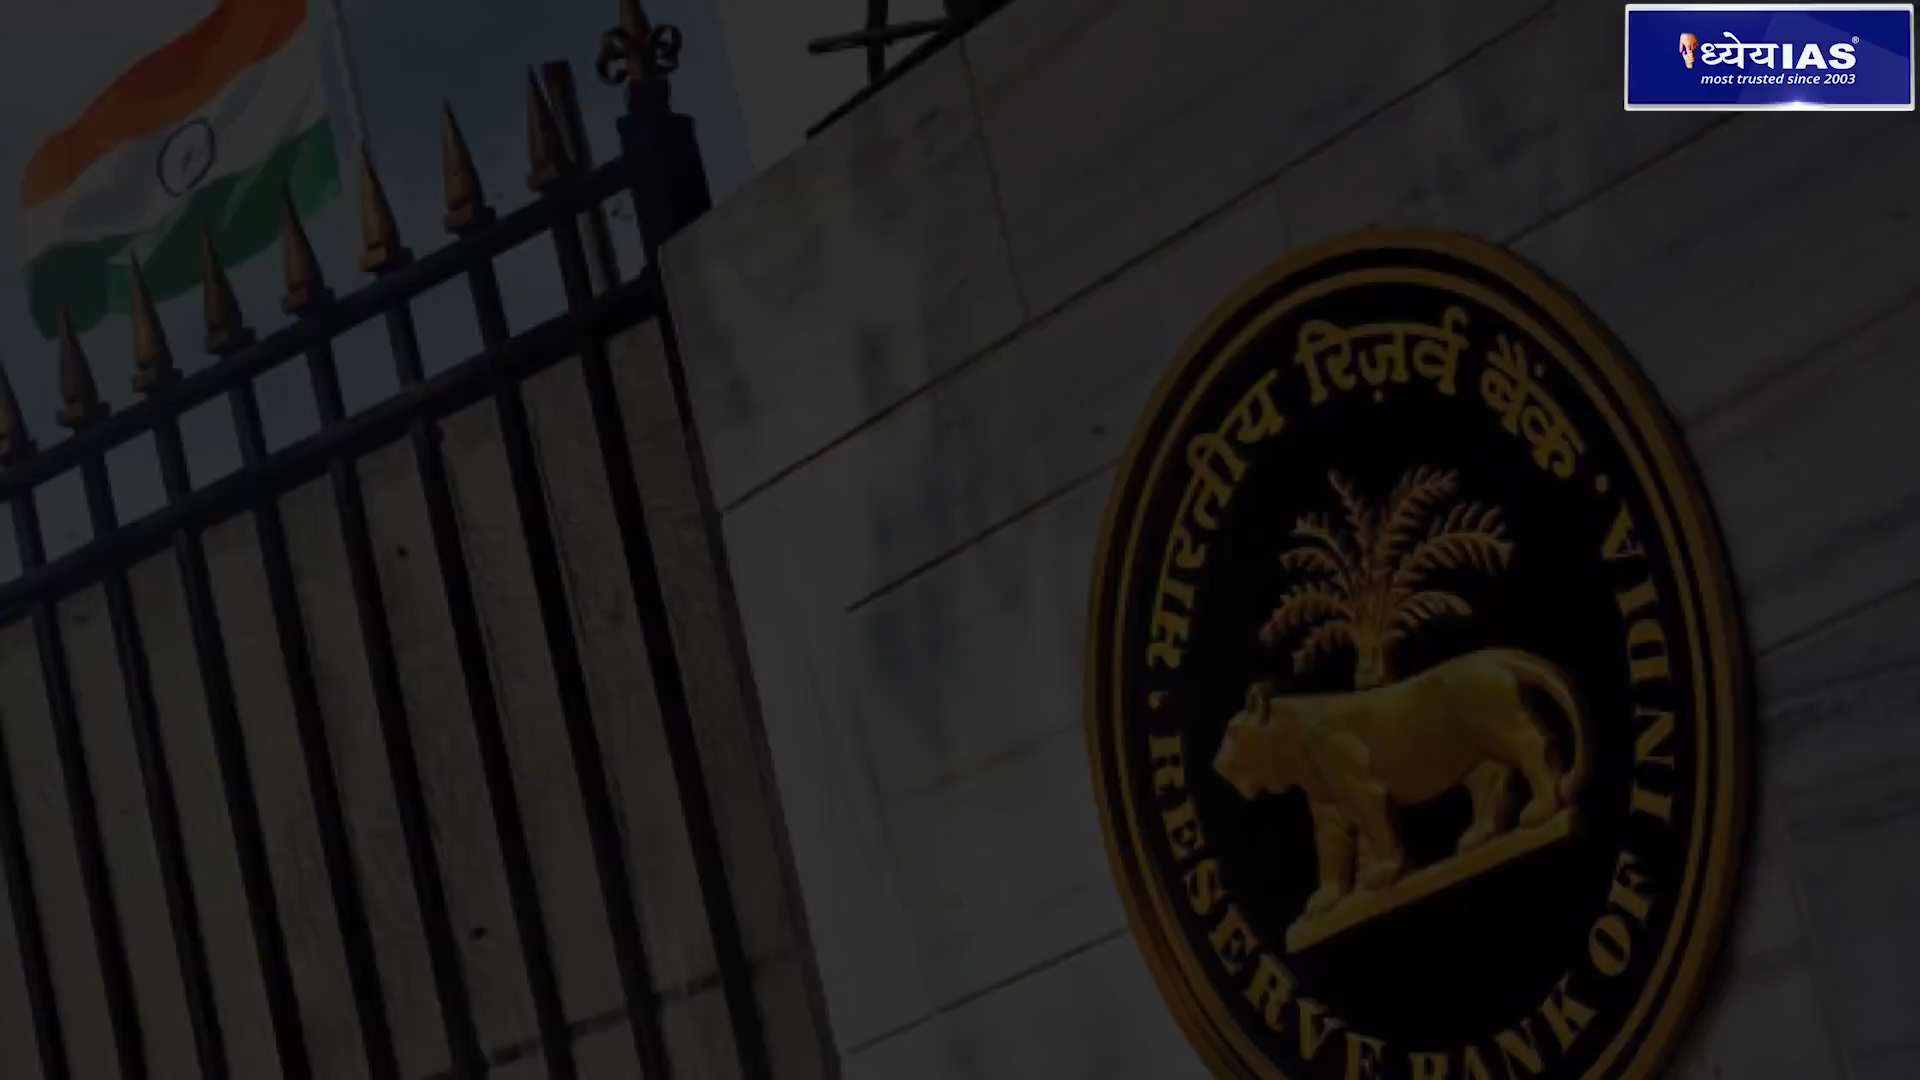 ध्येयIAS®
most trusted since 2003
भारतीय रिज़र्व बैंक
RESERVE BANK OF INDIA